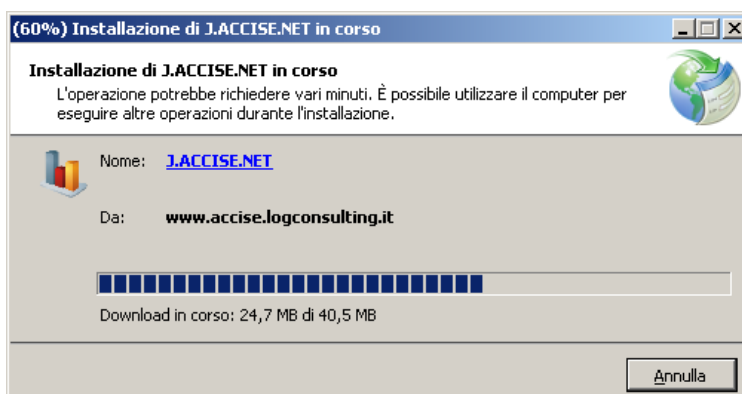 (60%) Installazione di J.ACCISE.NET in corso
Installazione di J.ACCISE.NET in corso
L'operazione potrebbe richiedere vari minuti. È possibile utilizzare il computer per
eseguire altre operazioni durante l'installazione.
Nome: J.ACCISE.NET
Da: www.accise.logconsulting.it
Download in corso: 24,7 MB di 40,5 MB
Annulla